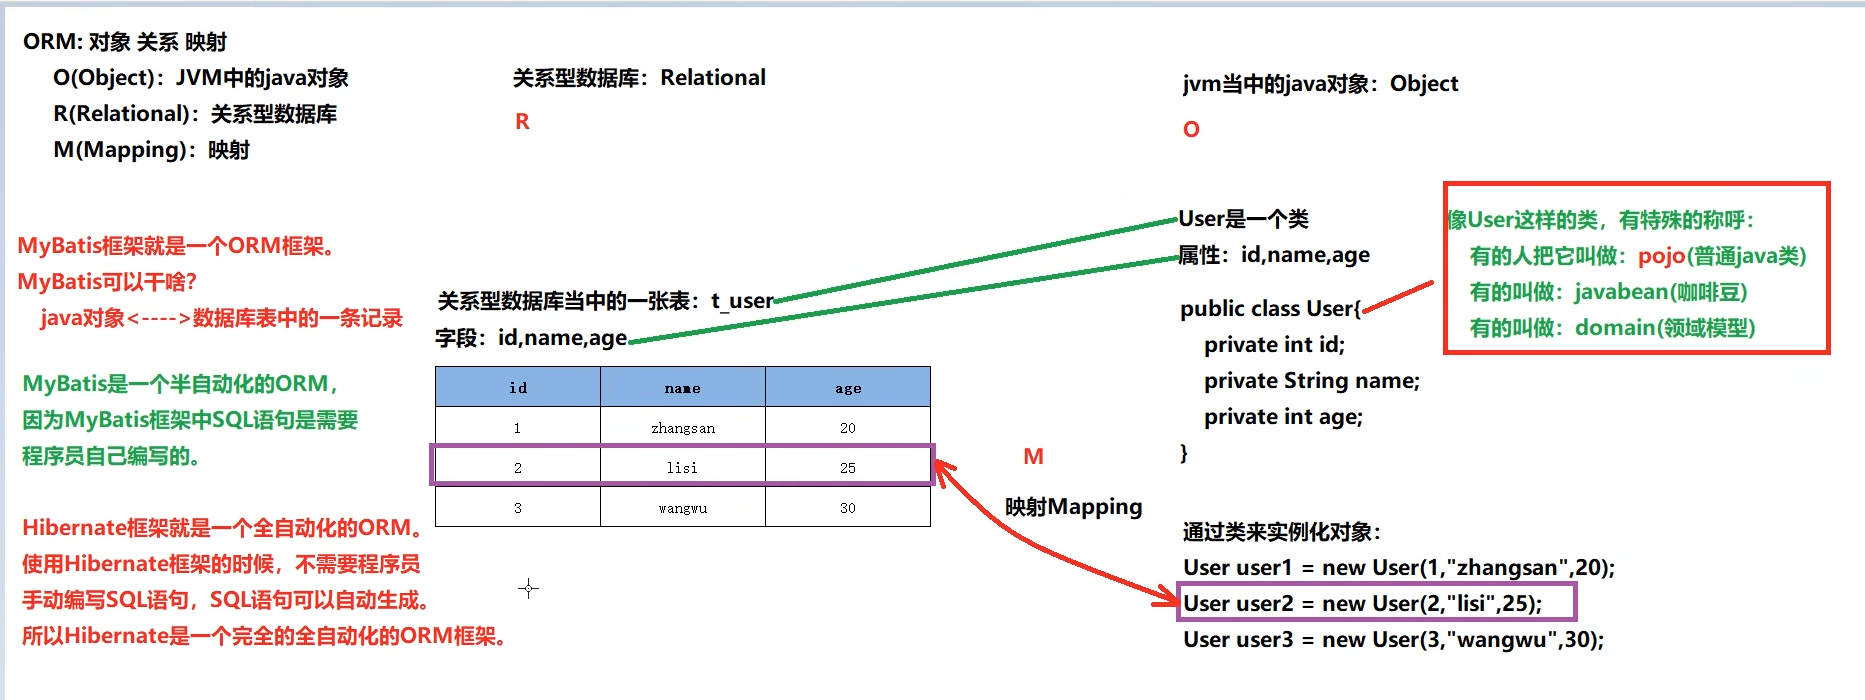 ORM: 对象 关系 映射
O(Object)：JVM中的java对象
R(Relational)：关系型数据库
M(Mapping)：映射
关系型数据库：Relational
R
jvm当中的java对象：Object
O
MyBatis框架就是一个ORM框架。
MyBatis可以干啥？
java对象<---->数据库表中的一条记录
MyBatis是一个半自动化的ORM，
因为MyBatis框架中SQL语句是需要
程序员自己编写的。
Hibernate框架就是一个全自动化的ORM。
使用Hibernate框架的时候，不需要程序员
手动编写SQL语句，SQL语句可以自动生成。
所以Hibernate是一个完全的全自动化的ORM框架。
关系型数据库当中的一张表：t_user
字段：id,name,age
id name age
1 zhangsan 20
2 lisi 25
3 wangwu 30
M
映射Mapping
User是一个类
属性：id,name,age
public class User{
private int id;
private String name;
private int age;
}
像User这样的类，有特殊的称呼：
有的人把它叫做：pojo(普通java类)
有的叫做：javabean(咖啡豆)
有的叫做：domain(领域模型)
通过类来实例化对象：
User user1 = new User(1,"zhangsan",20);
User user2 = new User(2,"lisi",25);
User user3 = new User(3,"wangwu",30);